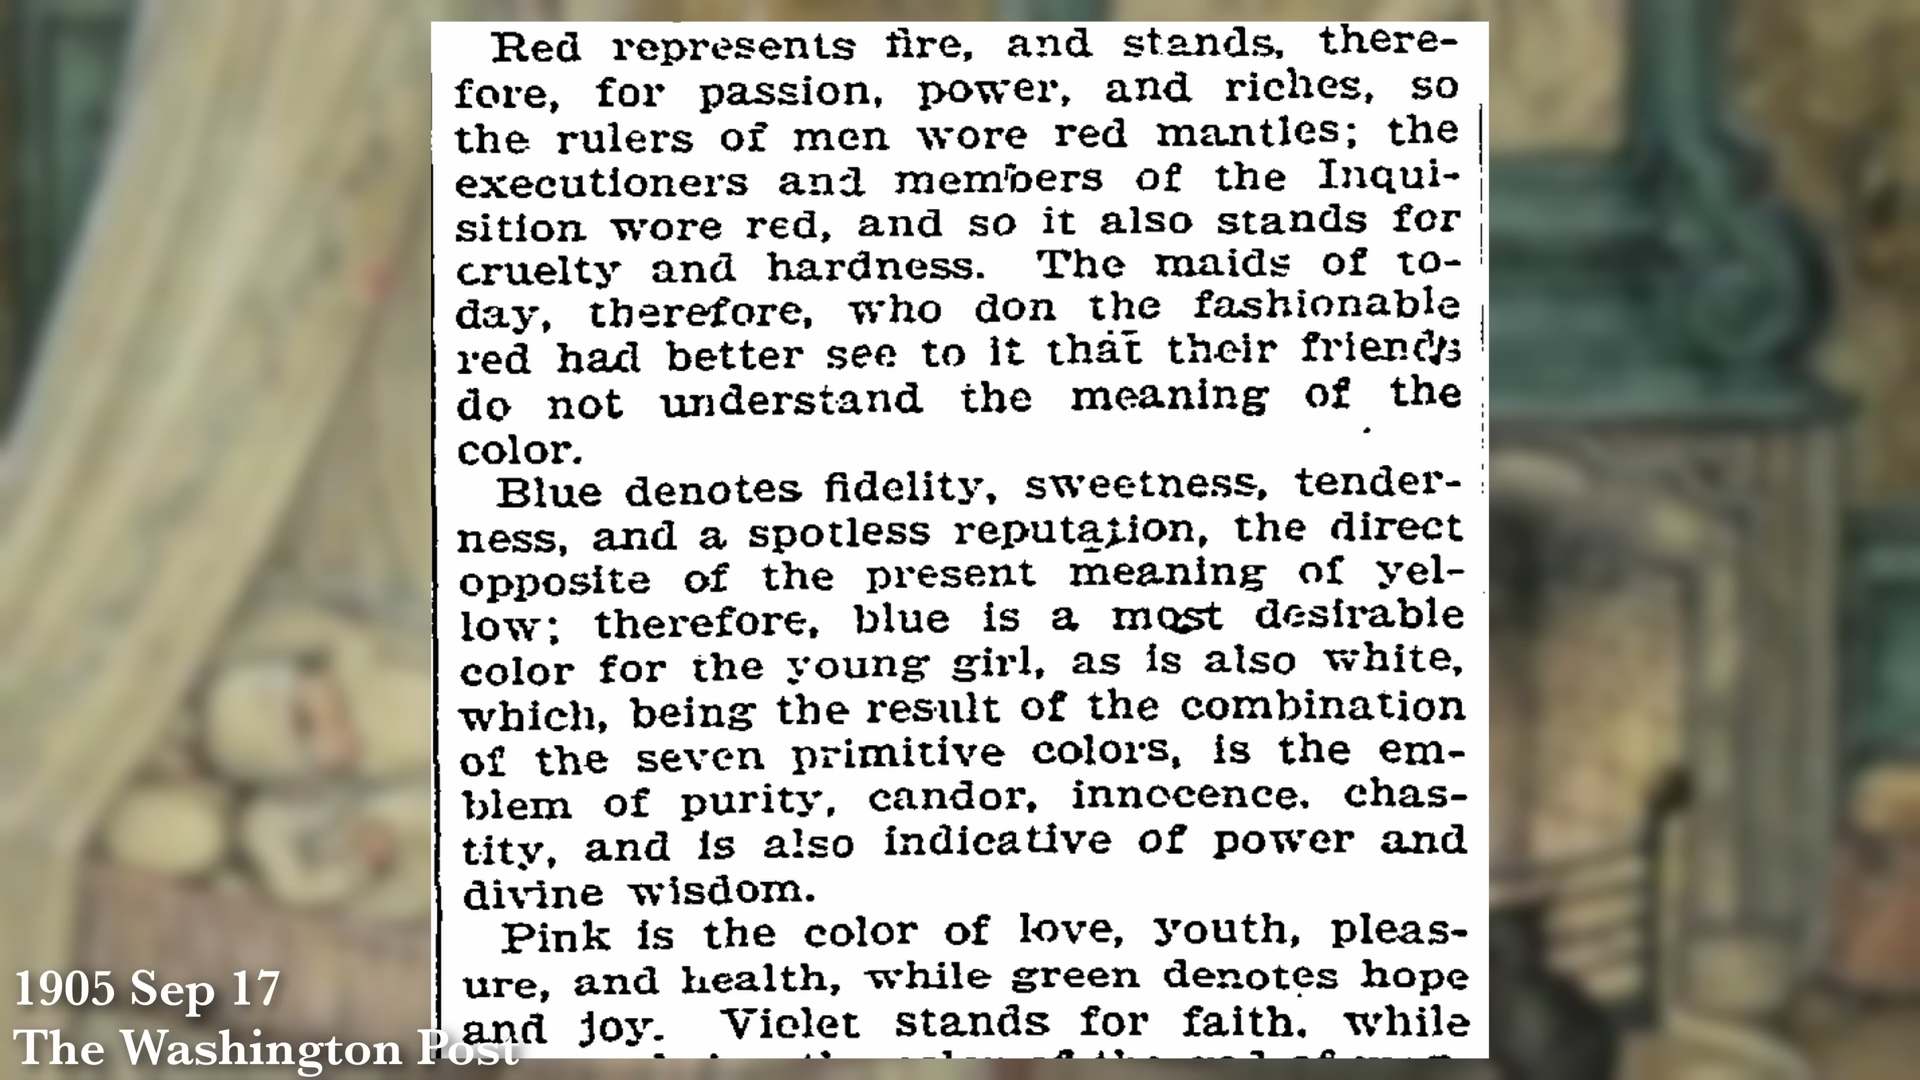 Red represents fire, and stands, there-
fore, for passion, power, and riches, so
the rulers of men wore red mantles; the
executioners and members of the Inqui-
sition wore red, and so it also stands for
cruelty and hardness. The maids of to-
day, therefore, who don the fashionable
red had better see to it that their friends
do not understand the meaning of the
color.
Blue denotes fidelity, sweetness, tender-
ness, and a spotless reputation, the direct
opposite of the present meaning of yel-
low; therefore, blue is a most desirable
color for the young girl, as is also white,
which, being the result of the combination
of the seven primitive colors, is the em-
blem of purity, candor, innocence, chas-
tity, and is also indicative of power and
divine wisdom.
Pink is the color of love, youth, pleas-
ure, and health, while green denotes hope
and joy. Violet stands for faith, while
1905 Sep 17
The Washington Post